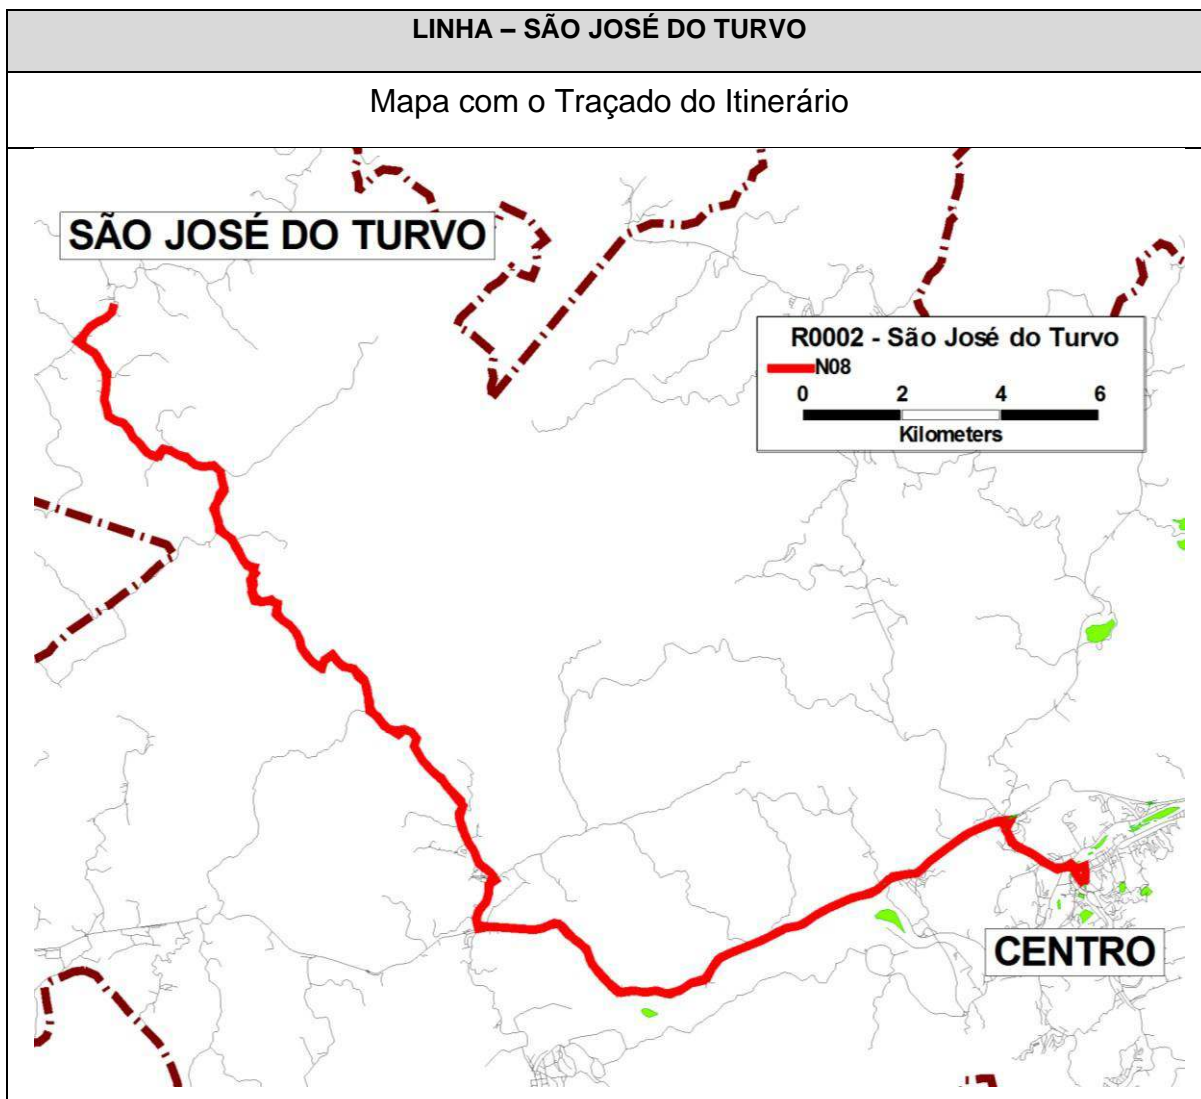 LINHA – SÃO JOSÉ DO TURVO
Mapa com o Traçado do Itinerário
SÃO JOSÉ DO TURVO
R0002 - São José do Turvo
N08
0 2 4 6
Kilometers
CENTRO